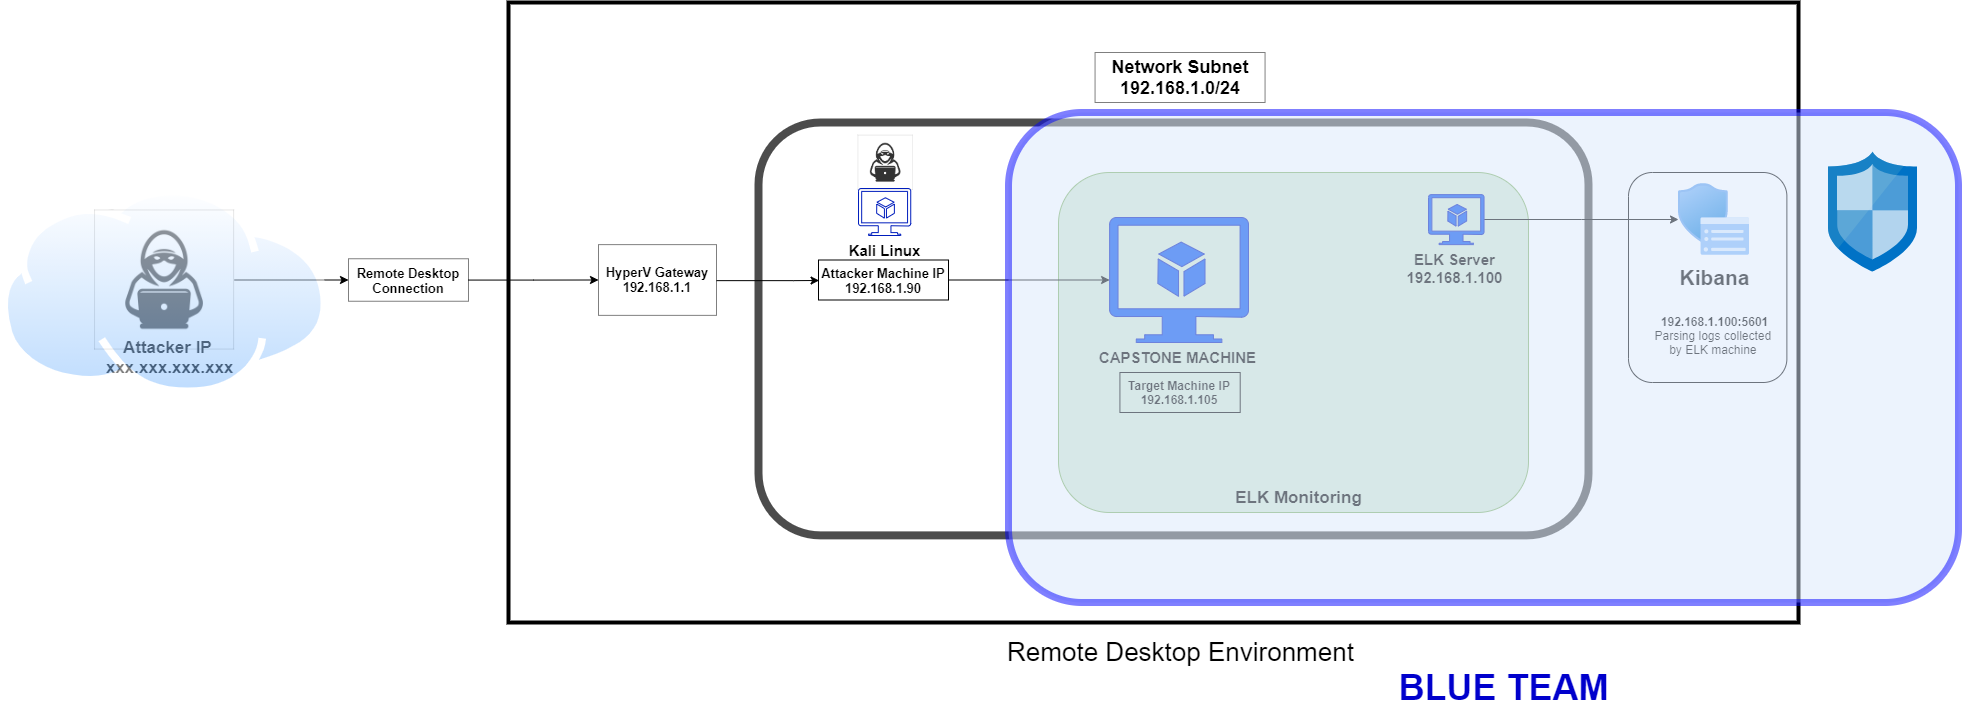 Network Subnet
192.168.1.0/24
Kali Linux
Attacker Machine IP
192.168.1.90
HyperV Gateway
192.168.1.1
Remote Desktop
Connection
Attacker IP
xxx.xxx.xxx.xxx
CAPSTONE MACHINE
Target Machine IP
192.168.1.105
ELK Server
192.168.1.100
Kibana
192.168.1.100:5601
Parsing logs collected
by ELK machine
ELK Monitoring
Remote Desktop Environment
BLUE TEAM